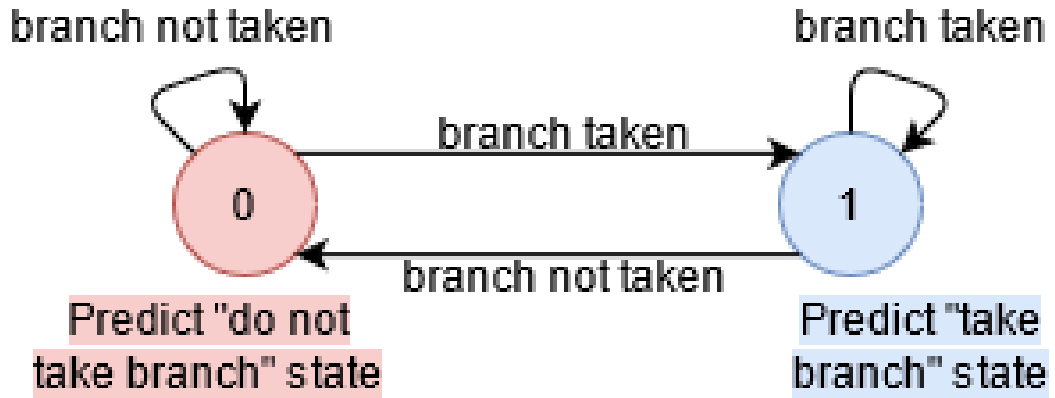 branch not taken
branch taken
branch taken
0
1
branch not taken
Predict "do not
take branch" state
Predict "take
branch" state